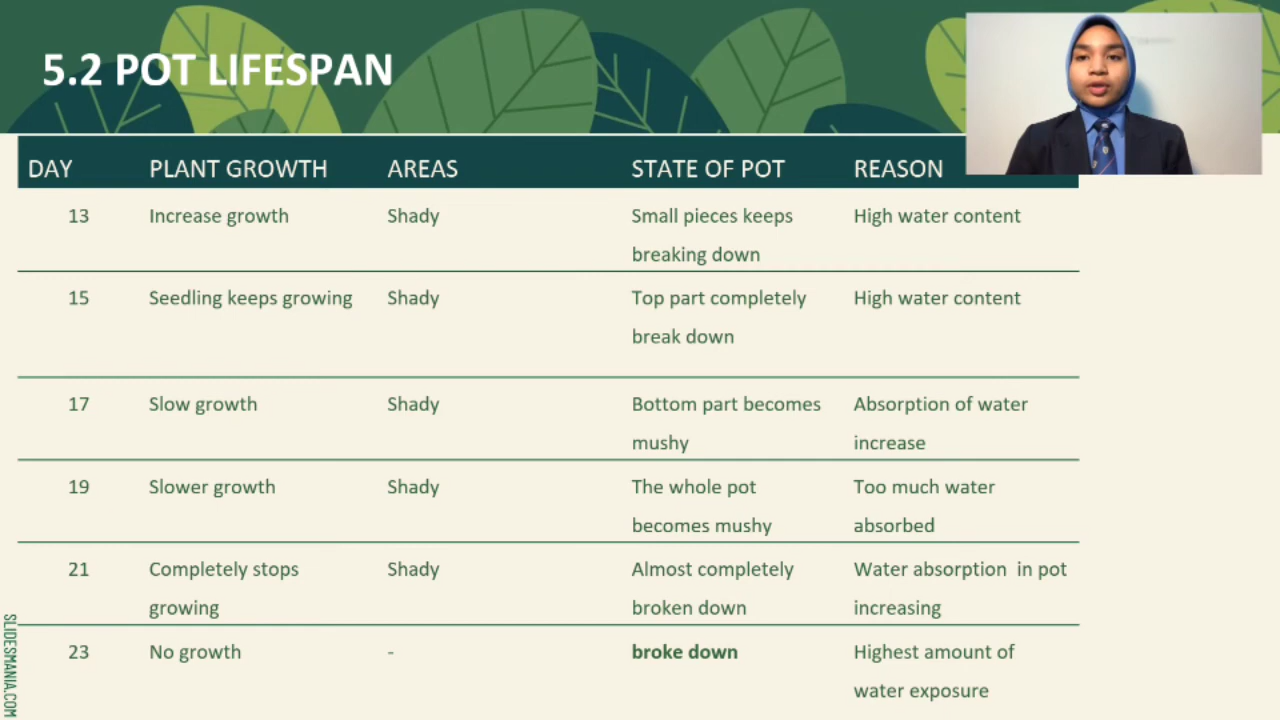 5.2 POT LIFESPAN
DAY PLANT GROWTH AREAS STATE OF POT REASON
13 Increase growth Shady Small pieces keeps High water content
breaking down
15 Seedling keeps growing Shady Top part completely High water content
break down
17 Slow growth Shady Bottom part becomes Absorption of water
mushy increase
19 Slower growth Shady The whole pot Too much water
becomes mushy absorbed
21 Completely stops Shady Almost completely Water absorption in pot
growing broken down increasing
23 No growth - broke down Highest amount of
water exposure
SLIDESMANIA.COM